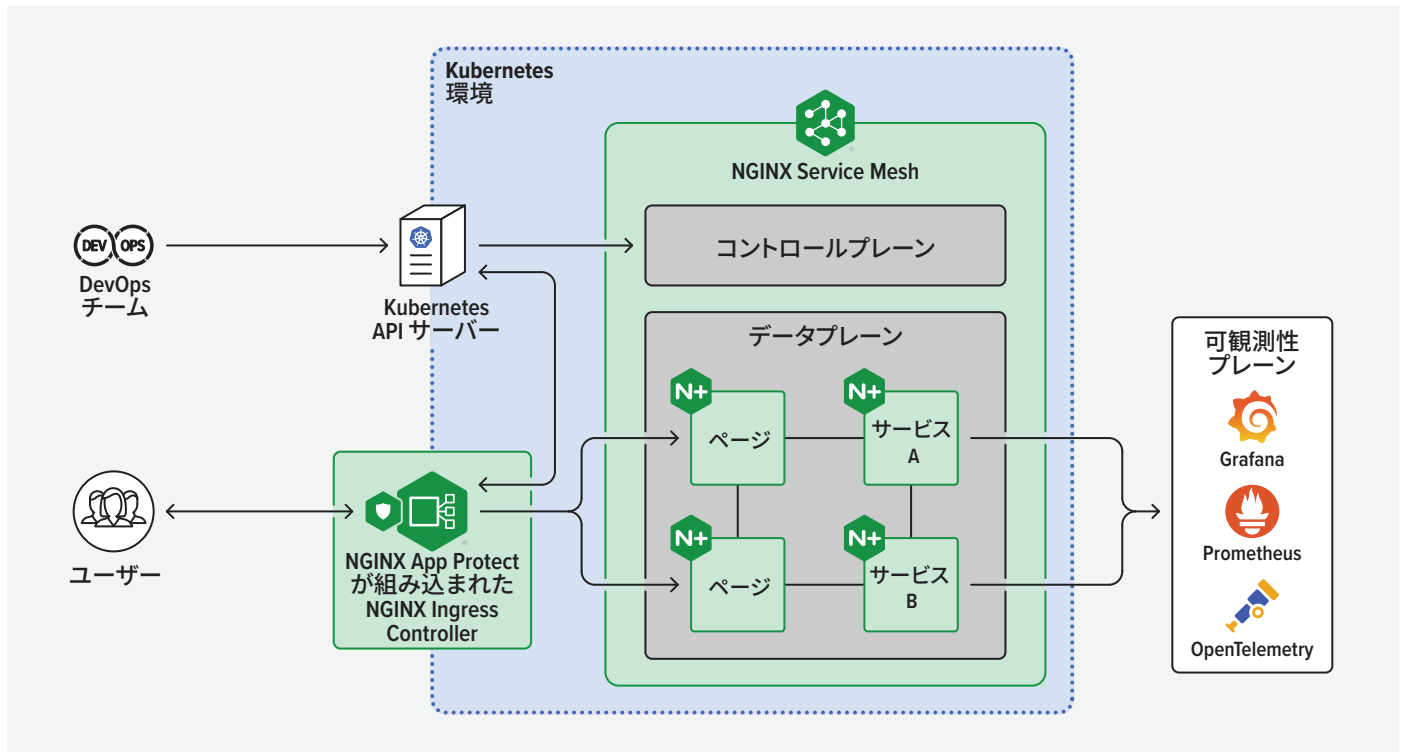 Kubernetes
環境
NGINX Service Mesh
コントロールプレーン
DEV OPS
DevOps
チーム
Kubernetes
API サーバー
データプレーン
N+
ページ
N+
サービス
A
N+
ページ
N+
サービス
B
ユーザー
NGINX App Protect
が組み込まれた
NGINX Ingress
Controller
可観測性
プレーン
Grafana
Prometheus
OpenTelemetry